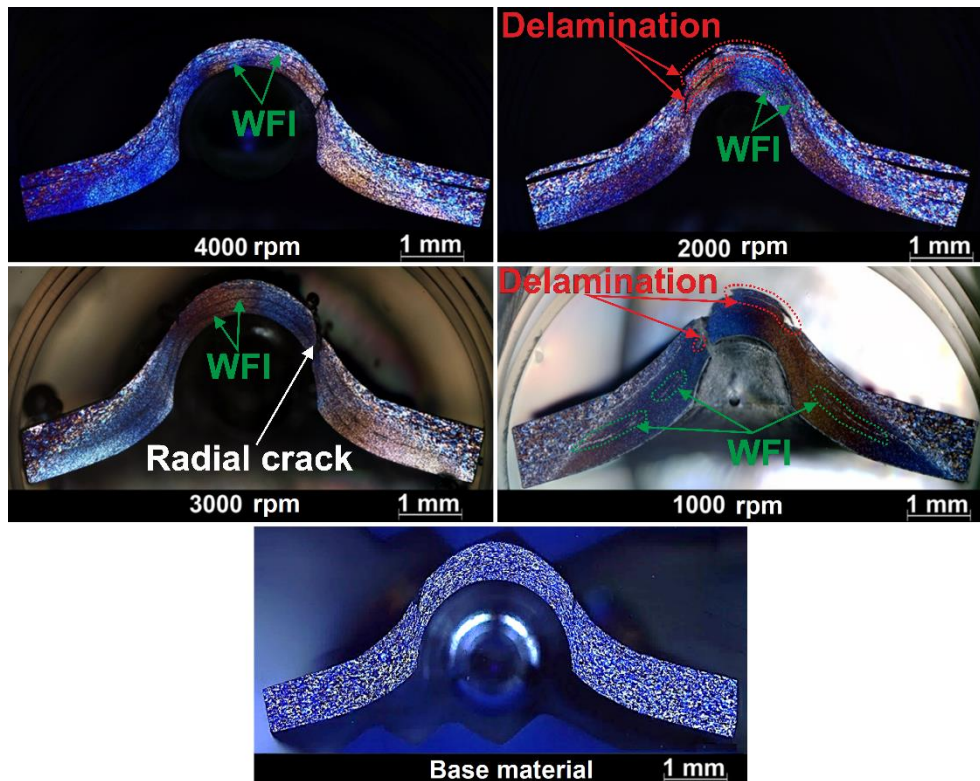 WFI
4000 rpm
1 mm
Delamination
WFI
2000 rpm
1 mm
WFI
Radial crack
3000 rpm
1 mm
Delamination
WFI
1000 rpm
1 mm
Base material
1 mm